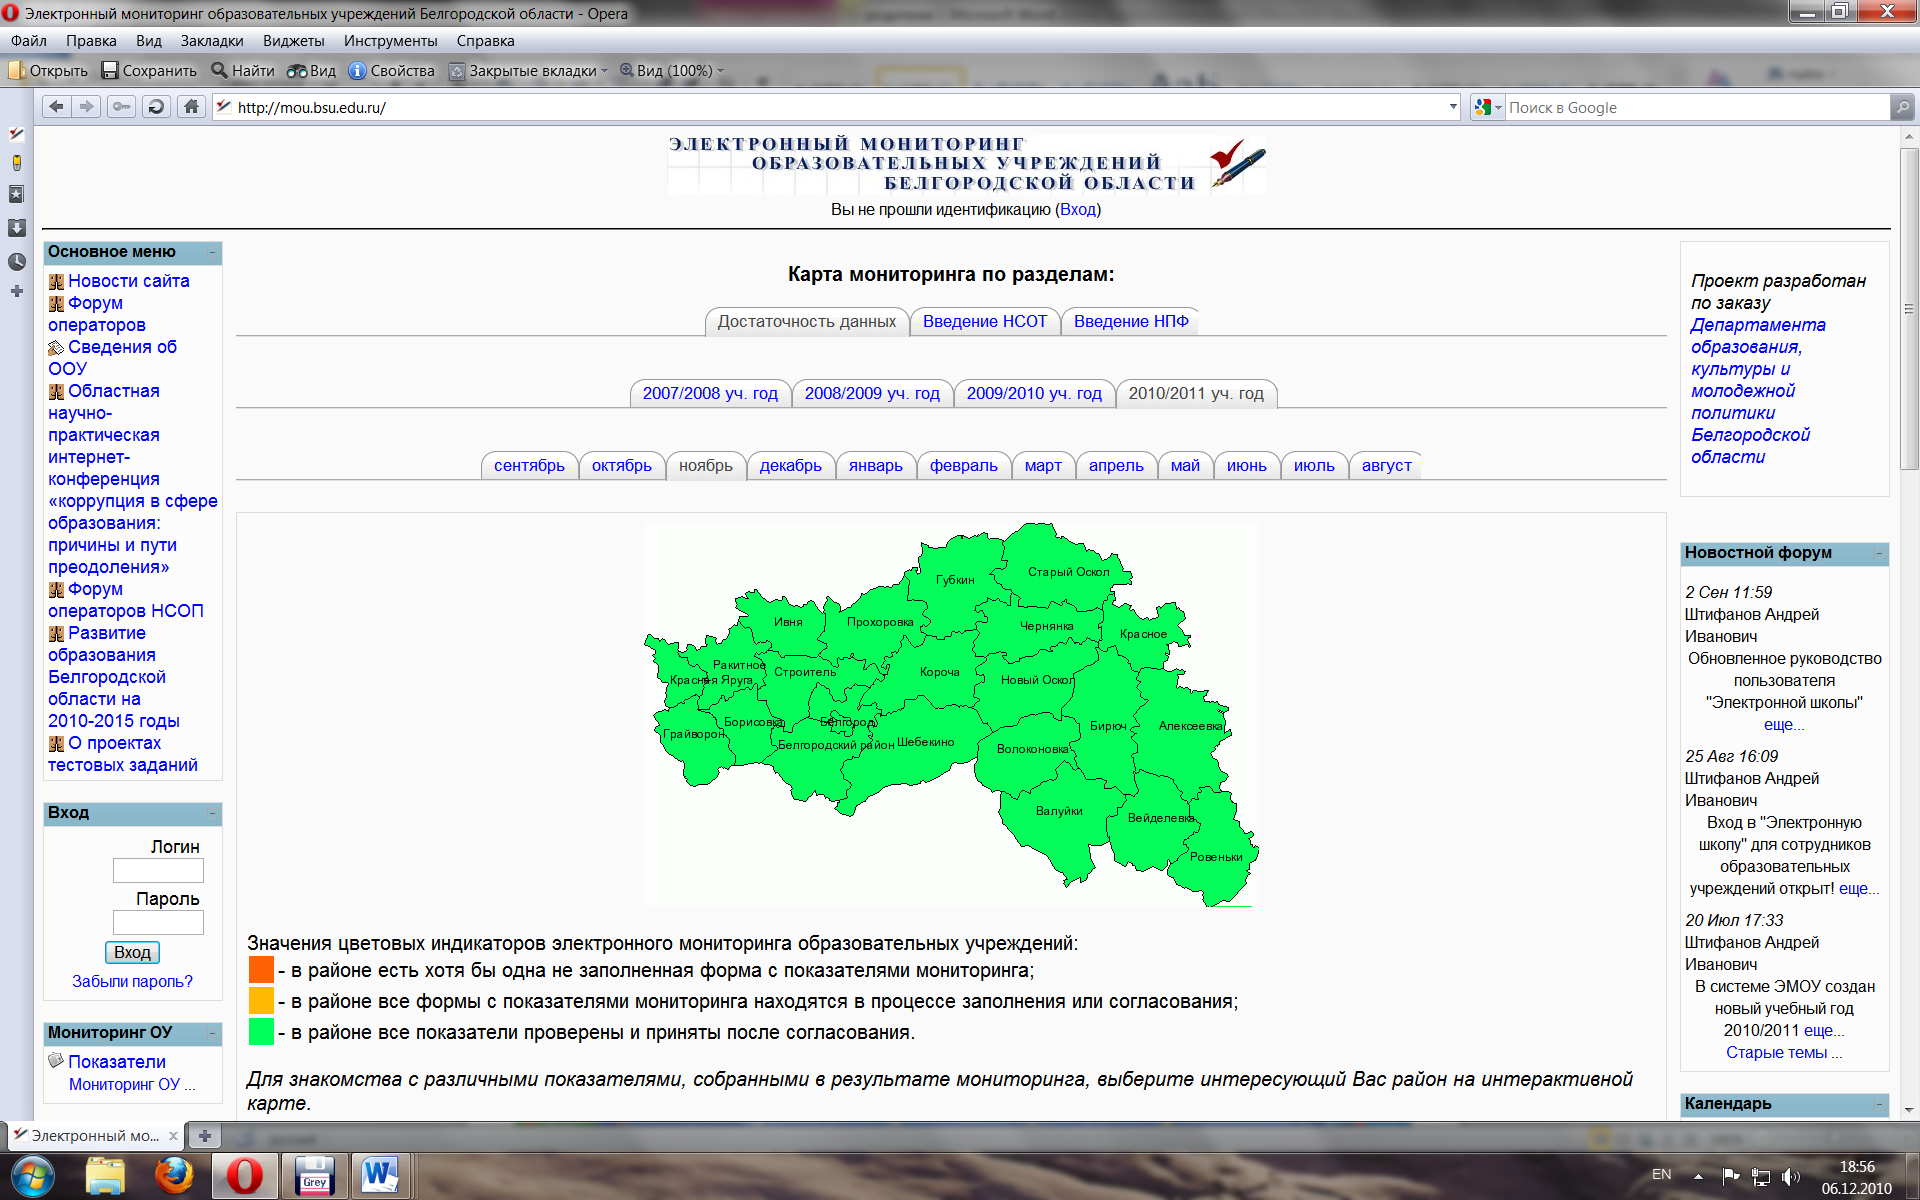 Электронный мониторинг образовательных учреждений Белгородской области - Opera
Файл Правка Вид Закладки Виджеты Инструменты Справка
Открыть Сохранить Найти Вид Свойства Закрытые вкладки Вид (100%)
http://mou.bsu.edu.ru/
Поиск в Google
ЭЛЕКТРОННЫЙ МОНИТОРИНГ
ОБРАЗОВАТЕЛЬНЫХ УЧРЕЖДЕНИЙ
БЕЛГОРОДСКОЙ ОБЛАСТИ
Вы не прошли идентификацию (Вход)
Основное меню
Новости сайта
Форум
операторов
Сведения об
ООУ
Областная
научно-
практическая
интернет-
конференция
«коррупция в сфере
образования:
причины и пути
преодоления»
Форум
операторов НСОП
Развитие
образования
Белгородской
области на
2010-2015 годы
О проектах
тестовых заданий
Вход
Логин
Пароль
Вход
Забыли пароль?
Мониторинг ОУ
Показатели
Мониторинг ОУ ...
Карта мониторинга по разделам:
Достаточность данных Введение НСОТ Введение НПФ
2007/2008 уч. год 2008/2009 уч. год 2009/2010 уч. год 2010/2011 уч. год
сентябрь октябрь ноябрь декабрь январь февраль март апрель май июнь июль август
Губкин
Старый Оскол
Ивня
Прохоровка
Чернянка
Красное
Ракитное
Строитель
Короча
Новый Оскол
Красная Яруга
Борисовка
Белгород
Бирюч
Алексеевка
Грайворон
Белгородский район
Шебекино
Волоконовка
Валуйки
Вейделевка
Ровеньки
Значения цветовых индикаторов электронного мониторинга образовательных учреждений:
- в районе есть хотя бы одна не заполненная форма с показателями мониторинга;
- в районе все формы с показателями мониторинга находятся в процессе заполнения или согласования;
- в районе все показатели проверены и приняты после согласования.
Для знакомства с различными показателями, собранными в результате мониторинга, выберите интересующий Вас район на интерактивной
карте.
Проект разработан
по заказу
Департамента
образования,
культуры и
молодежной
политики
Белгородской
области
Новостной форум
2 Сен 11:59
Штифанов Андрей
Иванович
Обновленное руководство
пользователя
"Электронной школы"
еще...
25 Авг 16:09
Штифанов Андрей
Иванович
Вход в "Электронную
школу" для сотрудников
образовательных
учреждений открыт! еще...
20 Июл 17:33
Штифанов Андрей
Иванович
В системе ЭМОУ создан
новый учебный год
2010/2011 еще...
Старые темы ...
Календарь
Электронный мо...
Grey
EN
18:56
06.12.2010